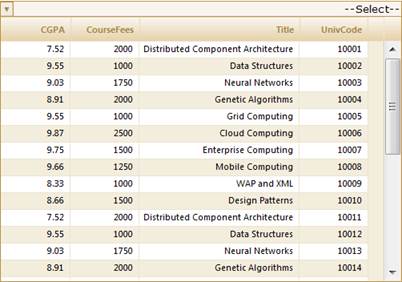 --Select--
CGPA CourseFees Title UnivCode
7.52 2000 Distributed Component Architecture 10001
9.55 1000 Data Structures 10002
9.03 1750 Neural Networks 10003
8.91 2000 Genetic Algorithms 10004
9.55 1000 Grid Computing 10005
9.87 2500 Cloud Computing 10006
9.75 1500 Enterprise Computing 10007
9.66 1250 Mobile Computing 10008
8.33 1000 WAP and XML 10009
8.66 1500 Design Patterns 10010
7.52 2000 Distributed Component Architecture 10011
9.55 1000 Data Structures 10012
9.03 1750 Neural Networks 10013
8.91 2000 Genetic Algorithms 10014